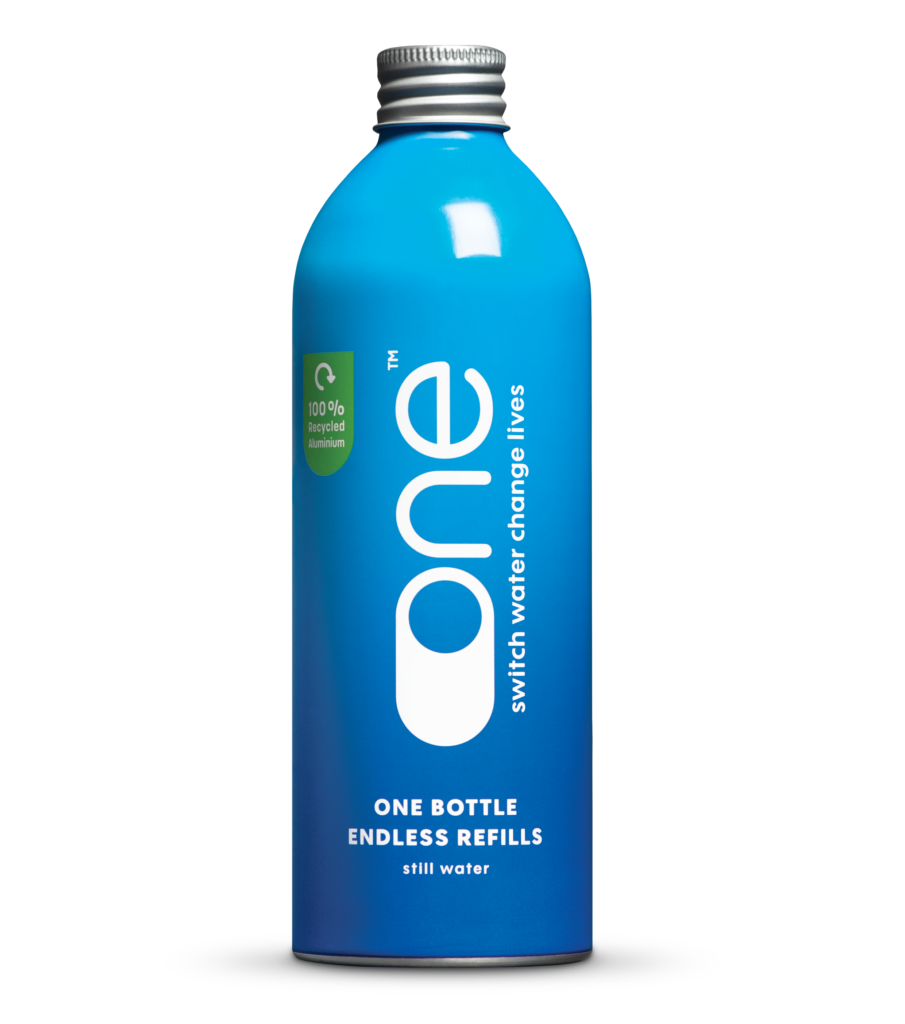 100%
Recycled
Aluminium
one™
switch water change lives
ONE BOTTLE
ENDLESS REFILLS
still water